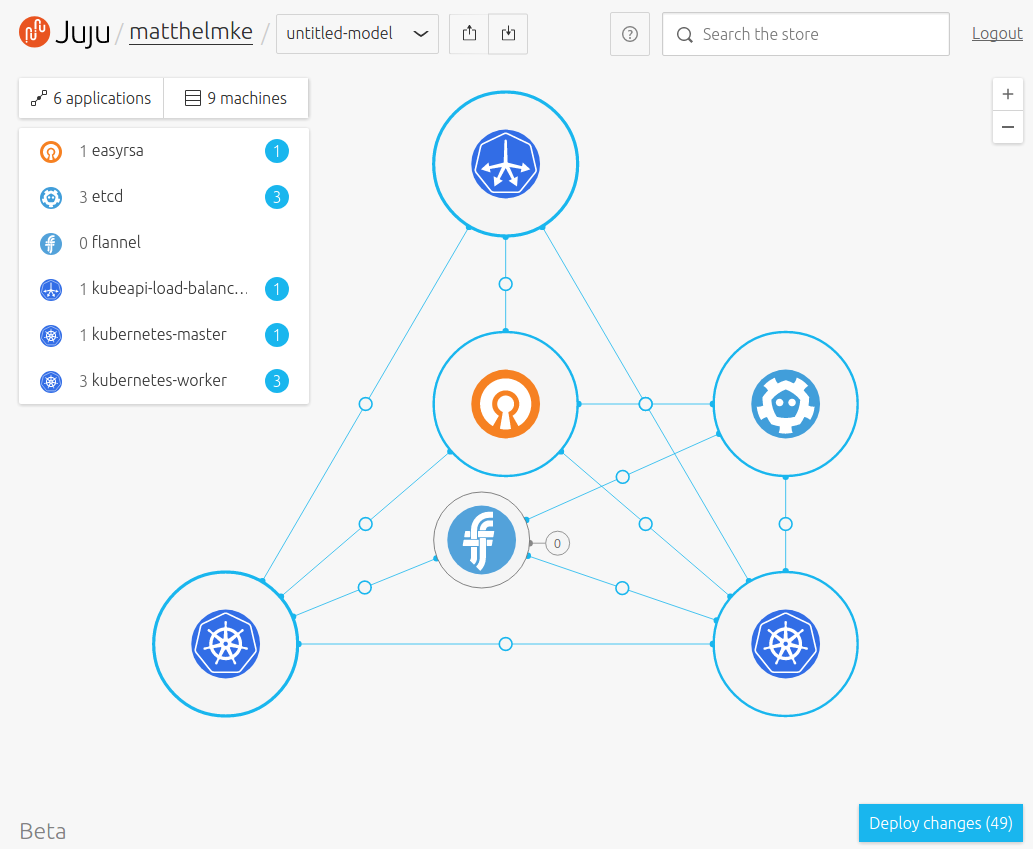 Juju / matthelmke / untitled-model Search the store Logout
6 applications 9 machines
+
−
1 easyrsa 1
3 etcd 3
0 flannel
1 kubeapi-load-balanc... 1
1 kubernetes-master 1
3 kubernetes-worker 3
0
Beta
Deploy changes (49)